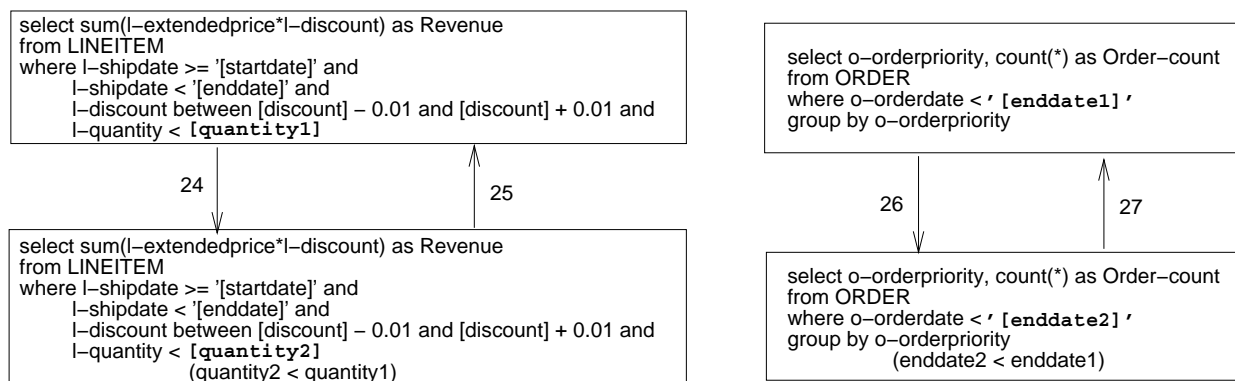 select sum(l−extendedprice*l−discount) as Revenue
from LINEITEM
where l−shipdate >= '[startdate]' and
l−shipdate < '[enddate]' and
l−discount between [discount] − 0.01 and [discount] + 0.01 and
l−quantity < [quantity1]
24
25
select sum(l−extendedprice*l−discount) as Revenue
from LINEITEM
where l−shipdate >= '[startdate]' and
l−shipdate < '[enddate]' and
l−discount between [discount] − 0.01 and [discount] + 0.01 and
l−quantity < [quantity2]
(quantity2 < quantity1)
select o−orderpriority, count(*) as Order−count
from ORDER
where o−orderdate < '[enddate1]'
group by o−orderpriority
26
27
select o−orderpriority, count(*) as Order−count
from ORDER
where o−orderdate < '[enddate2]'
group by o−orderpriority
(enddate2 < enddate1)